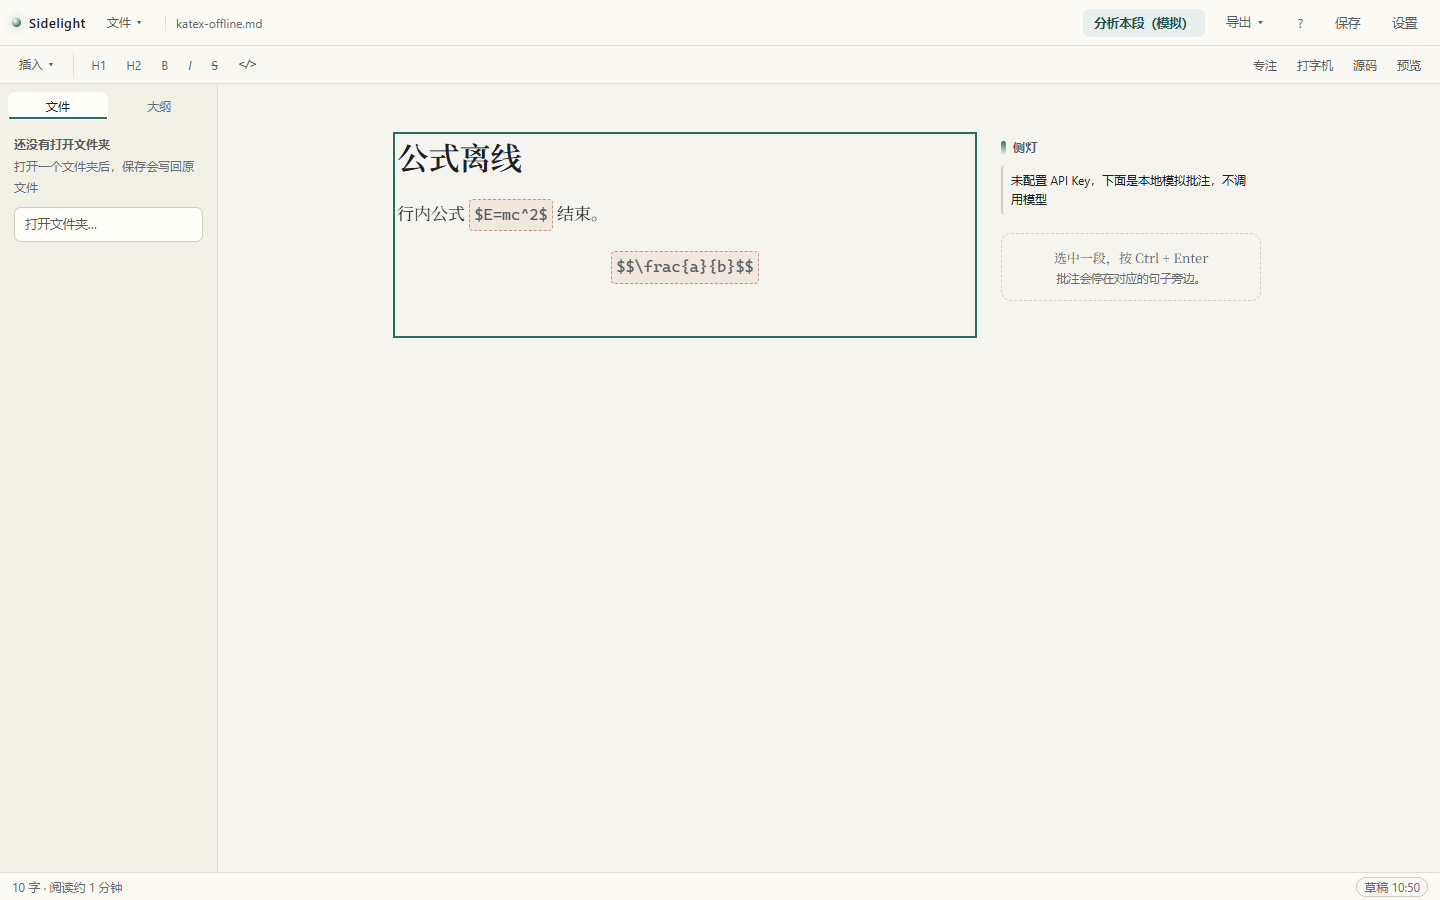 Sidelight 文件 ▾ katex-offline.md 分析本段（模拟） 导出 ▾ ? 保存 设置
插入 ▾ H1 H2 B I S </> 专注 打字机 源码 预览
文件 大纲
还没有打开文件夹
打开一个文件夹后，保存会写回原
文件
打开文件夹...
公式离线
行内公式 $E=mc^2$ 结束。
$$\frac{a}{b}$$
侧灯
未配置 API Key，下面是本地模拟批注，不调
用模型
选中一段，按 Ctrl + Enter
批注会停在对应的句子旁边。
10 字 · 阅读约 1 分钟 草稿 10:50